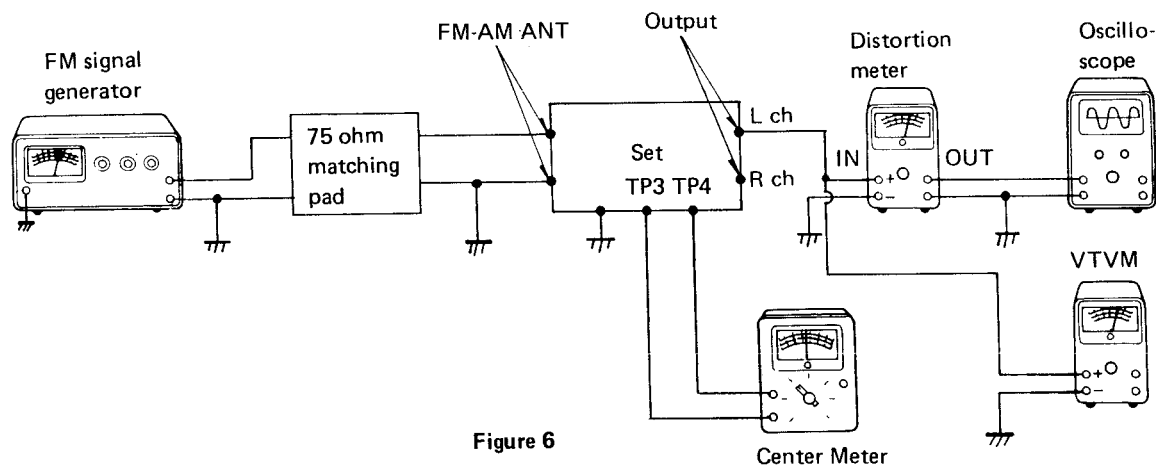 FM signal
generator
75 ohm
matching
pad
FM-AM ANT
Output
Set
TP3 TP4
L ch
R ch
Distortion
meter
IN
OUT
+
−
Oscillo-
scope
VTVM
+
−
Center Meter
Figure 6